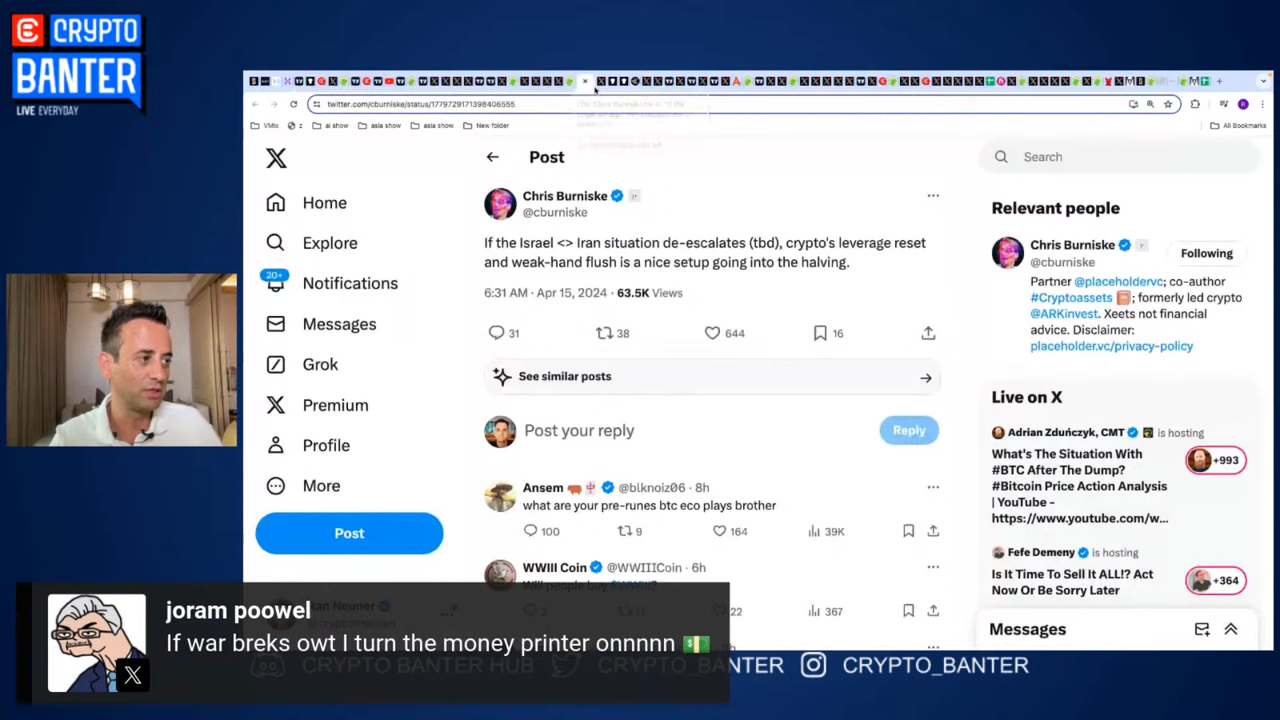 CRYPTO
BANTER
LIVE EVERYDAY
twitter.com/cburniske/status/1779729171398406555
VMix
z
ai show
asia show
asia show
New folder
All Bookmarks
Home
Explore
20+
Notifications
Messages
Grok
Premium
Profile
More
Post
Post
Chris Burniske
@cburniske
If the Israel <> Iran situation de-escalates (tbd), crypto's leverage reset
and weak-hand flush is a nice setup going into the halving.
6:31 AM · Apr 15, 2024 · 63.5K Views
31
38
644
16
See similar posts
Post your reply
Reply
Ansem @blknoiz06 · 8h
what are your pre-runes btc eco plays brother
100
9
164
39K
WWIII Coin @WWIIICoin · 6h
22
367
Search
Relevant people
Chris Burniske
@cburniske
Following
Partner @placeholdervc; co-author
#Cryptoassets ; formerly led crypto
@ARKinvest. Xeets not financial
advice. Disclaimer:
placeholder.vc/privacy-policy
Live on X
Adrian Zduńczyk, CMT is hosting
What's The Situation With
#BTC After The Dump?
#Bitcoin Price Action Analysis
| YouTube -
https://www.youtube.com/w...
+993
Fefe Demeny is hosting
Is It Time To Sell It ALL!? Act
Now Or Be Sorry Later
+364
Messages
joram poowel
If war breks owt I turn the money printer onnnnn
CRYPTO BANTER HUB
BANTER
CRYPTO_BANTER